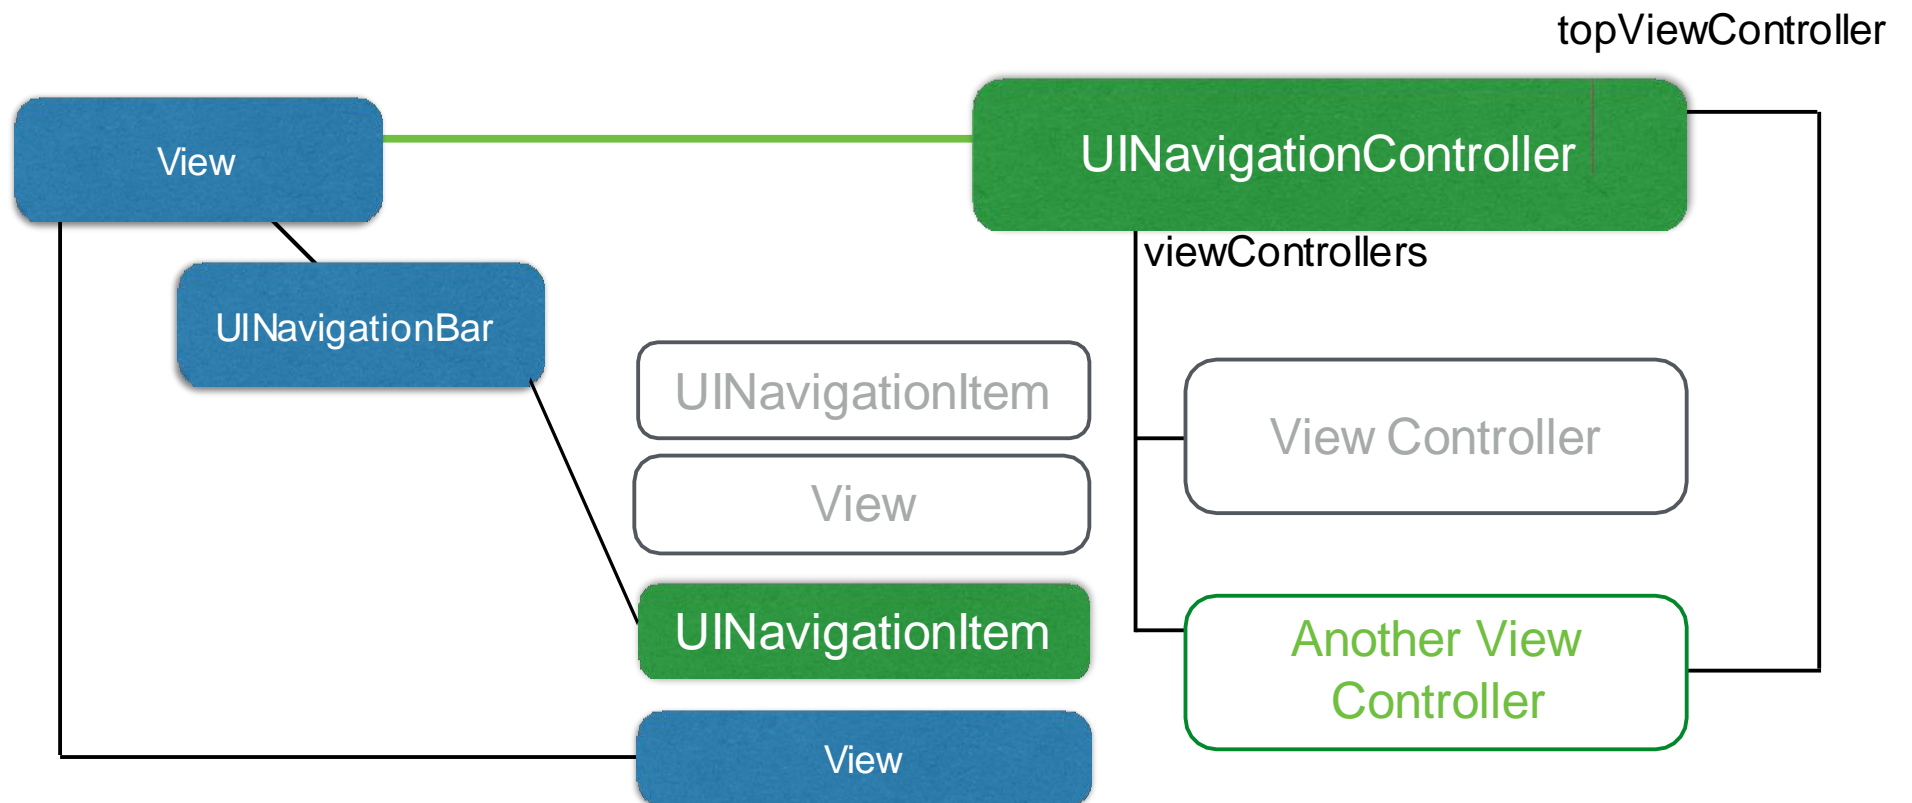 topViewController
View
UINavigationController
viewControllers
UINavigationBar
UINavigationItem
View Controller
View
UINavigationItem
Another View
Controller
View